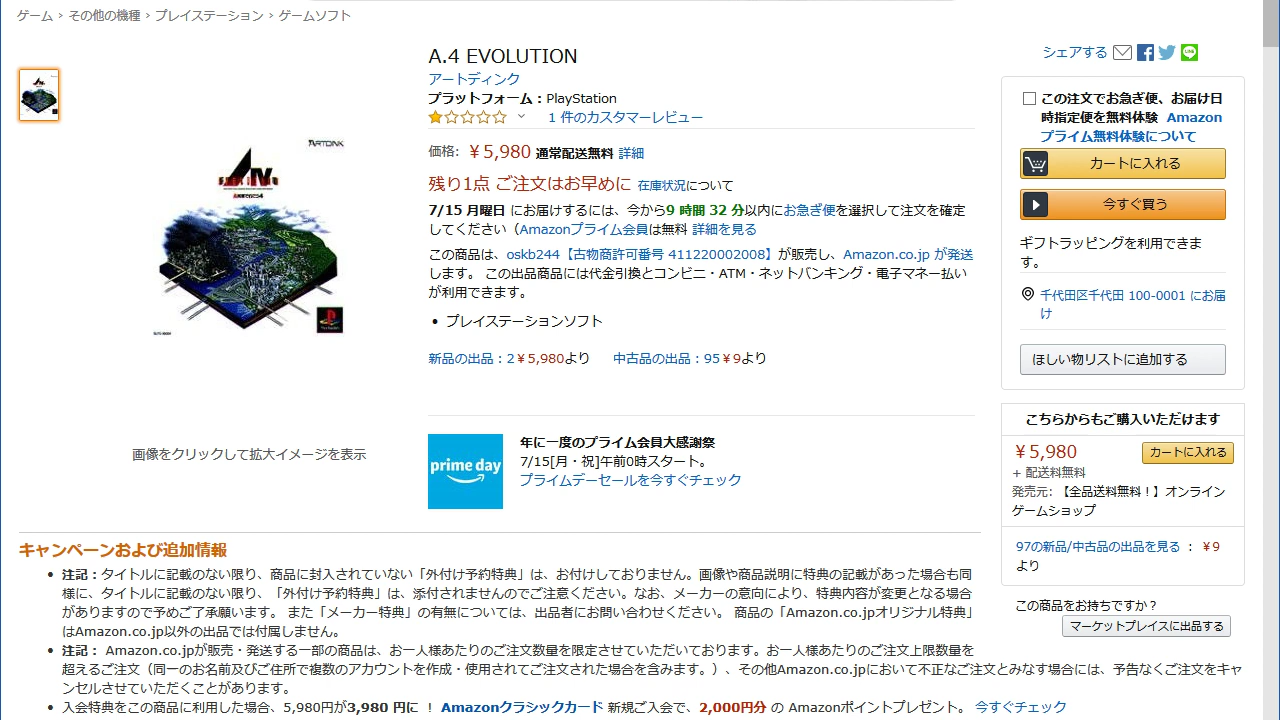 ゲーム › その他の機種 › プレイステーション › ゲームソフト
A.4 EVOLUTION
アートディンク
プラットフォーム : PlayStation
1 件のカスタマーレビュー
価格: ￥5,980 通常配送無料 詳細
残り1点 ご注文はお早めに 在庫状況について
7/15 月曜日 にお届けするには、今から9 時間 32 分以内にお急ぎ便を選択して注文を確定
してください（Amazonプライム会員は無料 詳細を見る
この商品は、oskb244【古物商許可番号 411220002008】が販売し、Amazon.co.jp が発送
します。 この出品商品には代金引換とコンビニ・ATM・ネットバンキング・電子マネー払い
が利用できます。
• プレイステーションソフト
新品の出品：2￥5,980より 中古品の出品：95￥9より
ARTDINK
AIV
画像をクリックして拡大イメージを表示
prime day
年に一度のプライム会員大感謝祭
7/15[月・祝]午前0時スタート。
プライムデーセールを今すぐチェック
シェアする
LINE
この注文でお急ぎ便、お届け日
時指定便を無料体験 Amazon
プライム無料体験について
カートに入れる
今すぐ買う
ギフトラッピングを利用できま
す。
千代田区千代田 100-0001 にお届
け
ほしい物リストに追加する
こちらからもご購入いただけます
￥5,980 カートに入れる
+ 配送料無料
発売元: 【全品送料無料！】オンライン
ゲームショップ
97の新品/中古品の出品を見る ： ￥9
より
この商品をお持ちですか？
マーケットプレイスに出品する
キャンペーンおよび追加情報
• 注記：タイトルに記載のない限り、商品に封入されていない「外付け予約特典」は、お付けしておりません。画像や商品説明に特典の記載があった場合も同
様に、タイトルに記載のない限り、「外付け予約特典」は、添付されませんのでご注意ください。なお、メーカーの意向により、特典内容が変更となる場合
がありますので予めご了承願います。 また「メーカー特典」の有無については、出品者にお問い合わせください。 商品の「Amazon.co.jpオリジナル特典」
はAmazon.co.jp以外の出品では付属しません。
• 注記： Amazon.co.jpが販売・発送する一部の商品は、お一人様あたりのご注文数量を限定させていただいております。お一人様あたりのご注文上限数量を
超えるご注文（同一のお名前及びご住所で複数のアカウントを作成・使用されてご注文された場合を含みます。）、その他Amazon.co.jpにおいて不正なご注文とみなす場合には、予告なくご注文をキャ
ンセルさせていただくことがあります。
• 入会特典をこの商品に利用した場合、5,980円が3,980 円に ！ Amazonクラシックカード 新規ご入会で、2,000円分 の Amazonポイントプレゼント。 今すぐチェック